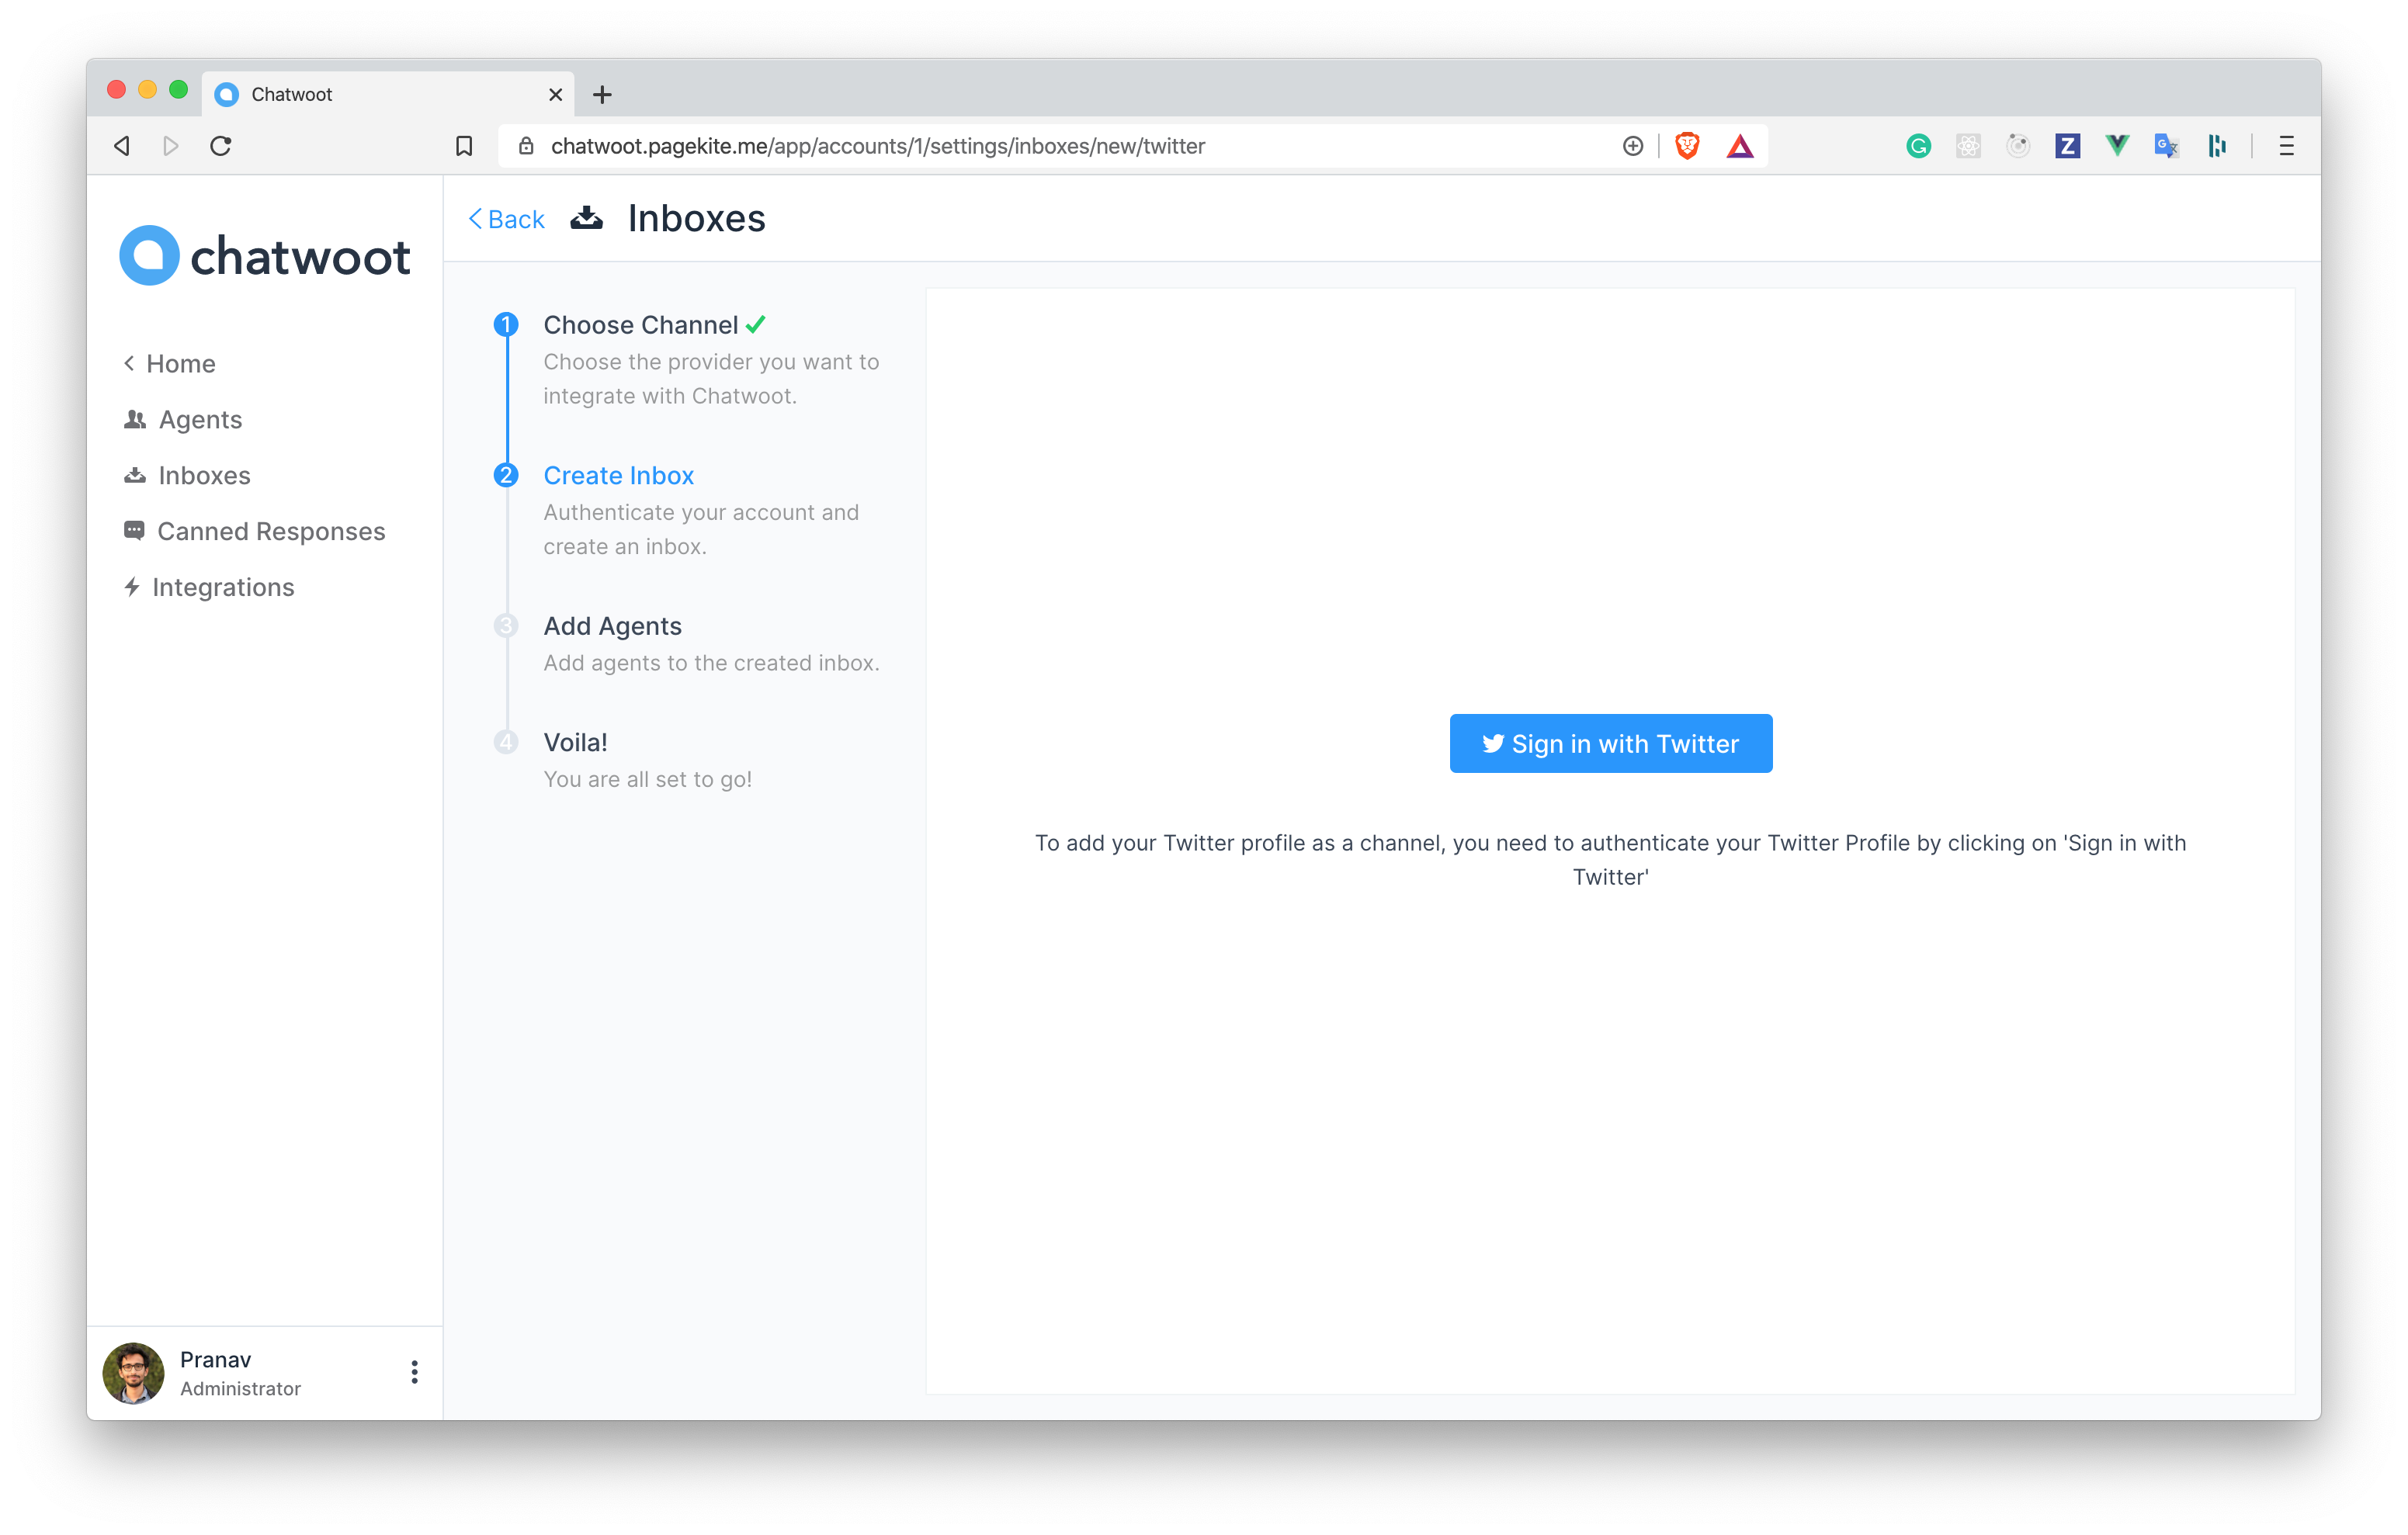 Chatwoot
chatwoot.pagekite.me/app/accounts/1/settings/inboxes/new/twitter
chatwoot
Home
Agents
Inboxes
Canned Responses
Integrations
Pranav
Administrator
Back
Inboxes
1 Choose Channel
Choose the provider you want to
integrate with Chatwoot.
2 Create Inbox
Authenticate your account and
create an inbox.
3 Add Agents
Add agents to the created inbox.
4 Voila!
You are all set to go!
Sign in with Twitter
To add your Twitter profile as a channel, you need to authenticate your Twitter Profile by clicking on 'Sign in with
Twitter'